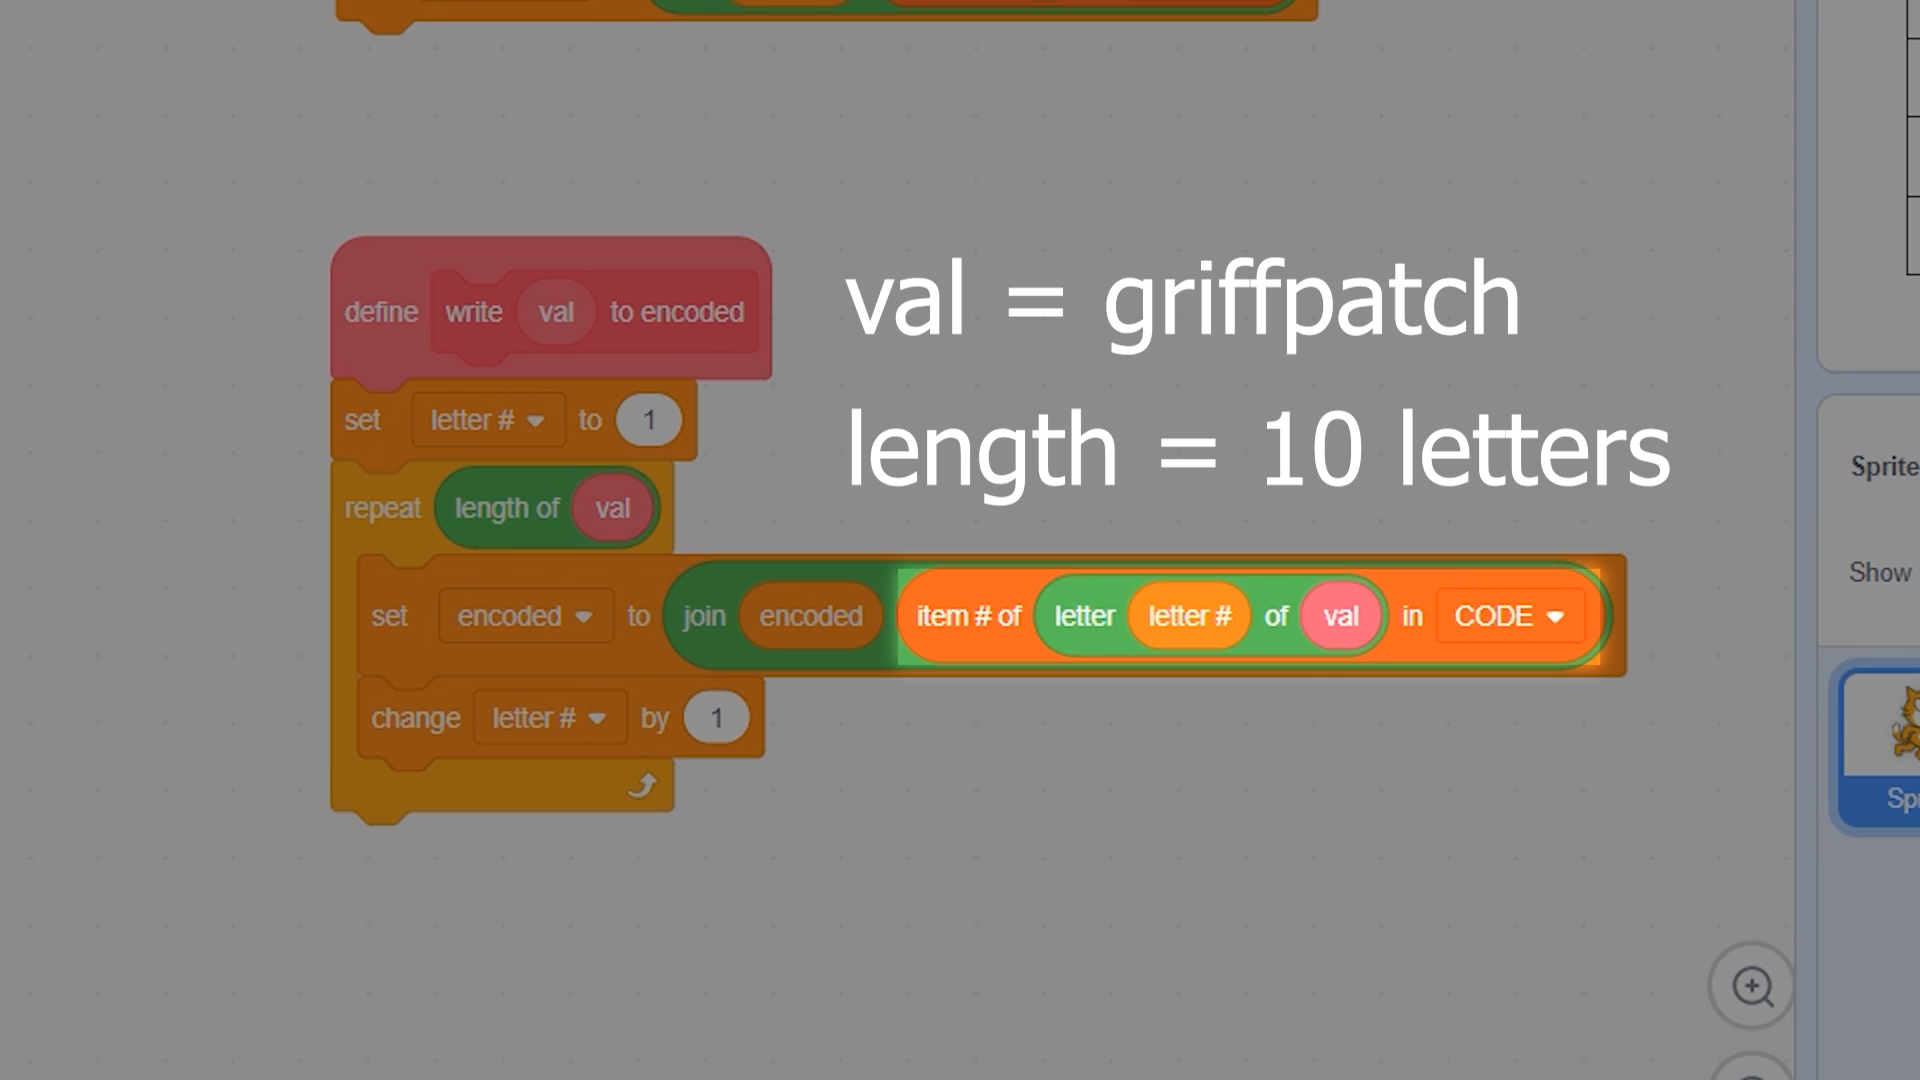 define write val to encoded
val = griffpatch
set letter # to 1
length = 10 letters
repeat length of val
Sprite
Show
set encoded to join encoded item # of letter letter # of val in CODE
change letter # by 1
Spr